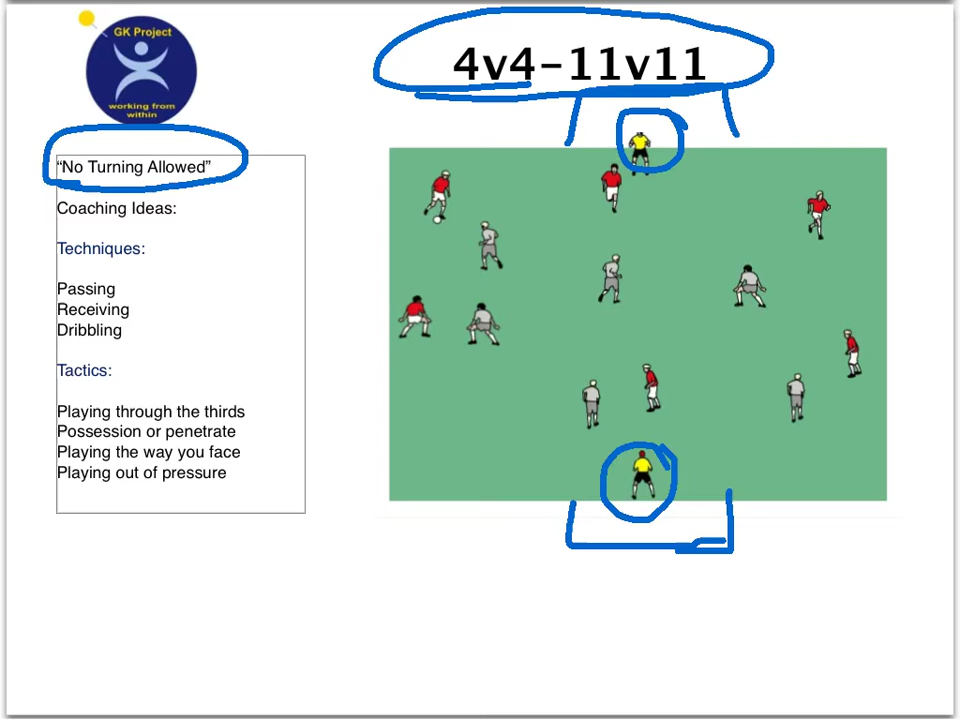 GK Project
working from
within
4v4-11v11
“No Turning Allowed”
Coaching Ideas:
Techniques:
Passing
Receiving
Dribbling
Tactics:
Playing through the thirds
Possession or penetrate
Playing the way you face
Playing out of pressure